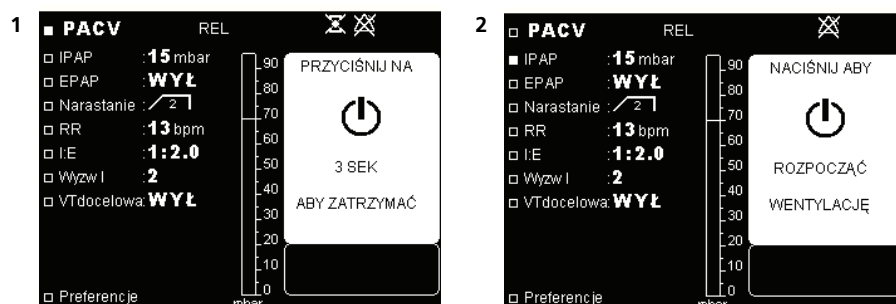 1
PACV REL
IPAP :15 mbar
EPAP :WYŁ
Narastanie : 2
RR :13 bpm
I:E :1:2.0
Wyzw I :2
VTdocelowa: WYŁ
Preferencje
90
80
70
60
50
40
30
20
10
0
mbar
PRZYCIŚNIJ NA
3 SEK
ABY ZATRZYMAĆ
2
PACV REL
IPAP :15 mbar
EPAP :WYŁ
Narastanie : 2
RR :13 bpm
I:E :1:2.0
Wyzw I :2
VTdocelowa: WYŁ
Preferencje
90
80
70
60
50
40
30
20
10
0
mbar
NACIŚNIJ ABY
ROZPOCZĄĆ
WENTYLACJĘ